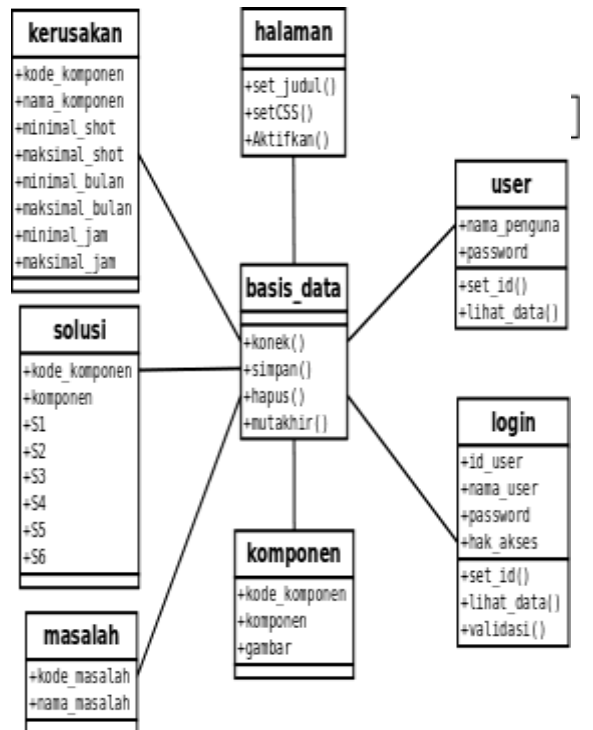 kerusakan
+kode_komponen
+nama_komponen
+minimal_shot
+maksimal_shot
+minimal_bulan
+maksimal_bulan
+minimal_jam
+maksimal_jam
halaman
+set_judul()
+setCSS()
+Aktifkan()
]
user
+nama_penguna
+password
+set_id()
+lihat_data()
basis_data
+konek()
+simpan()
+hapus()
+mutakhir()
solusi
+kode_komponen
+komponen
+S1
+S2
+S3
+S4
+S5
+S6
login
+id_user
+nama_user
+password
+hak_akses
+set_id()
+lihat_data()
+validasi()
komponen
+kode_komponen
+komponen
+gambar
masalah
+kode_masalah
+nama_masalah